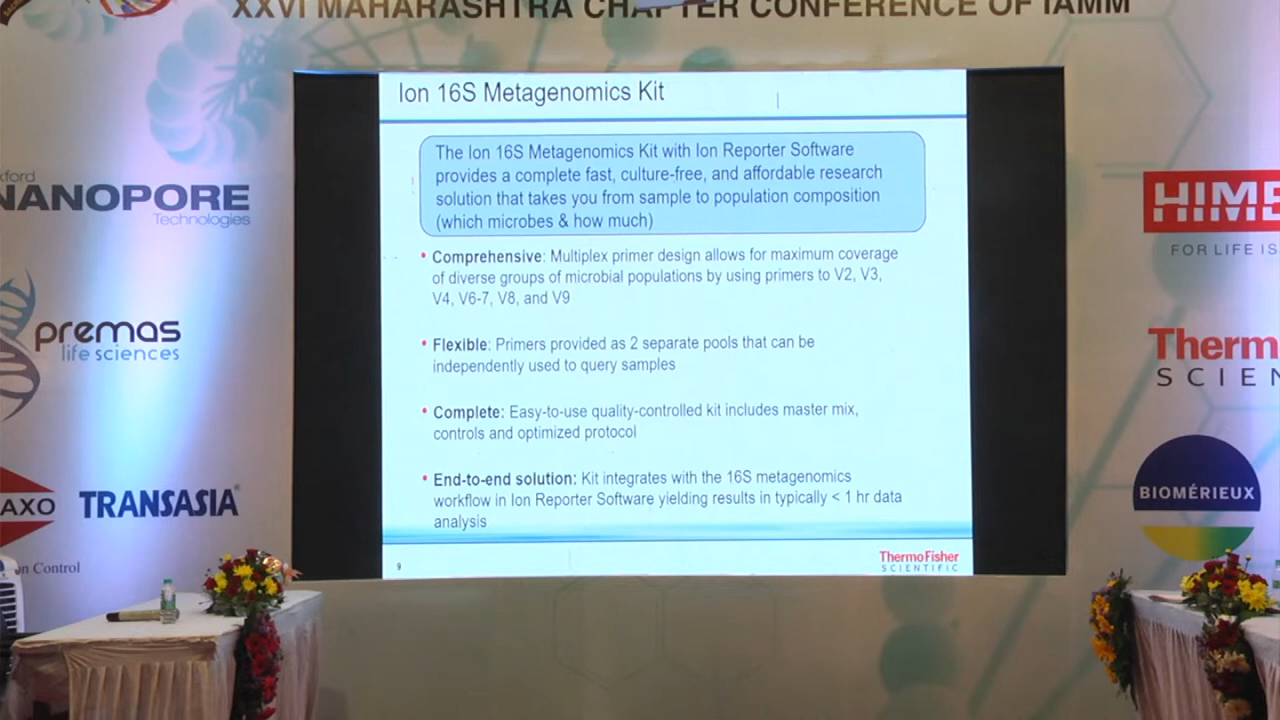 XXVI MAHARASHTRA CHAPTER CONFERENCE OF IAMM
Ion 16S Metagenomics Kit
The Ion 16S Metagenomics Kit with Ion Reporter Software
provides a complete fast, culture-free, and affordable research
solution that takes you from sample to population composition
(which microbes & how much)
• Comprehensive: Multiplex primer design allows for maximum coverage
of diverse groups of microbial populations by using primers to V2, V3,
V4, V6-7, V8, and V9
• Flexible: Primers provided as 2 separate pools that can be
independently used to query samples
• Complete: Easy-to-use quality-controlled kit includes master mix,
controls and optimized protocol
• End-to-end solution: Kit integrates with the 16S metagenomics
workflow in Ion Reporter Software yielding results in typically < 1 hr data
analysis
9
ThermoFisher
SCIENTIFIC
xford
NANOPORE
Technologies
premas
life sciences
AXO
TRANSASIA
on Control
HIME
FOR LIFE IS
Therm
SCIEN
BIOMÉRIEUX